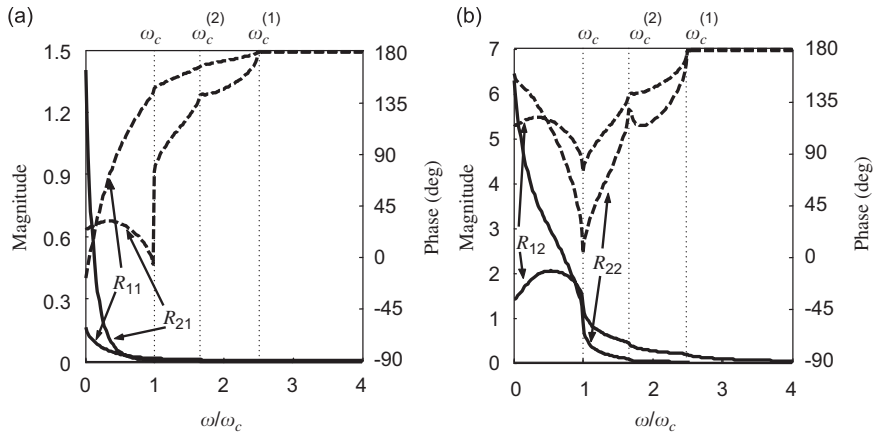 (a)
ω_c ω_c^(2) ω_c^(1)
1.5
1.2
0.9
0.6
0.3
0
Magnitude
180
135
90
45
0
-45
-90
Phase (deg)
R_11
R_21
0 1 2 3 4
ω/ω_c
(b)
ω_c ω_c^(2) ω_c^(1)
7
6
5
4
3
2
1
0
Magnitude
180
135
90
45
0
-45
-90
Phase (deg)
R_12
R_22
0 1 2 3 4
ω/ω_c